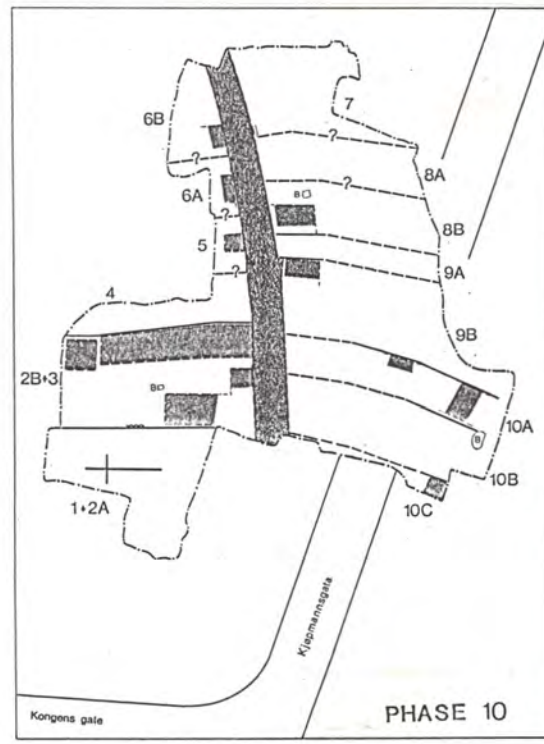 7
6B
?
?
8A
?
6A
B
?
?
8B
5
9A
?
4
9B
2B+3
B
10A
B
10B
1+2A
10C
Kjøpmannsgata
PHASE 10
Kongens gate